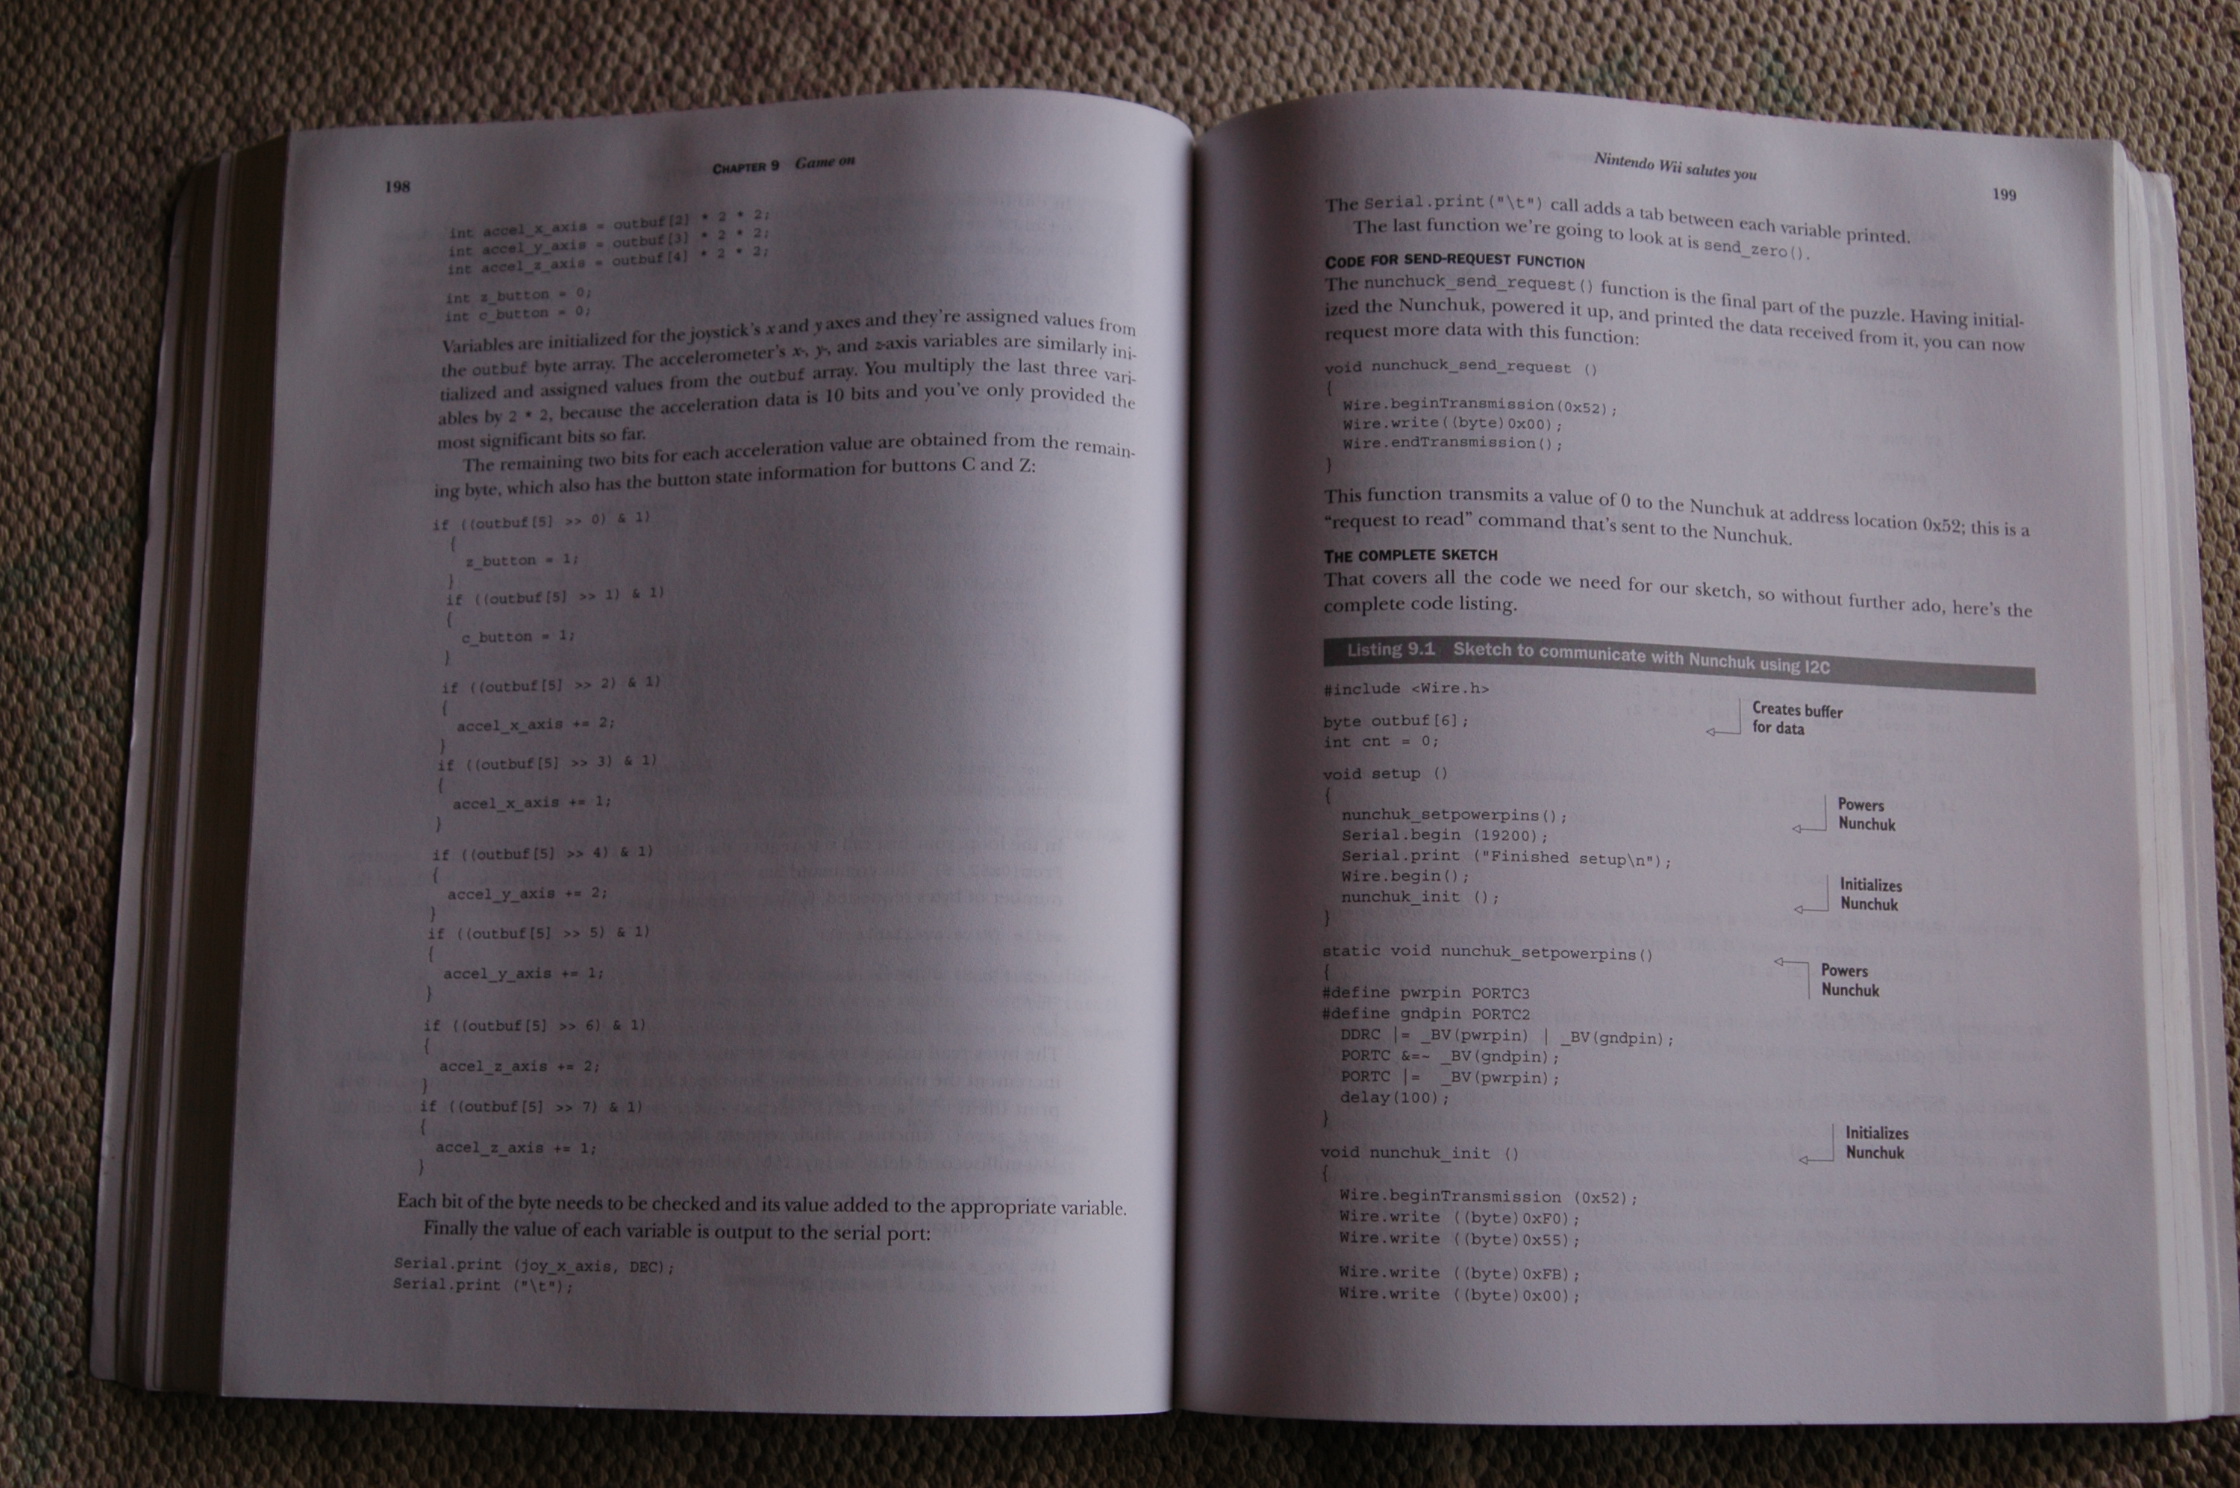 198
CHAPTER 9 Game on
int accel_x_axis = outbuf[2] * 2 * 2;
int accel_y_axis = outbuf[3] * 2 * 2;
int accel_z_axis = outbuf[4] * 2 * 2;
int z_button = 0;
int c_button = 0;
Variables are initialized for the joystick's x and y axes and they're assigned values from
the outbuf byte array. The accelerometer's x-, y-, and z-axis variables are similarly ini-
tialized and assigned values from the outbuf array. You multiply the last three vari-
ables by 2 * 2, because the acceleration data is 10 bits and you've only provided the
most significant bits so far.
The remaining two bits for each acceleration value are obtained from the remain-
ing byte, which also has the button state information for buttons C and Z:
if ((outbuf[5] >> 0) & 1)
{
z_button = 1;
}
if ((outbuf[5] >> 1) & 1)
{
c_button = 1;
}
if ((outbuf[5] >> 2) & 1)
{
accel_x_axis += 2;
}
if ((outbuf[5] >> 3) & 1)
{
accel_x_axis += 1;
}
if ((outbuf[5] >> 4) & 1)
{
accel_y_axis += 2;
}
if ((outbuf[5] >> 5) & 1)
{
accel_y_axis += 1;
}
if ((outbuf[5] >> 6) & 1)
{
accel_z_axis += 2;
}
if ((outbuf[5] >> 7) & 1)
{
accel_z_axis += 1;
}
Each bit of the byte needs to be checked and its value added to the appropriate variable.
Finally the value of each variable is output to the serial port:
Serial.print (joy_x_axis, DEC);
Serial.print ("\t");
Nintendo Wii salutes you
199
The Serial.print("\t") call adds a tab between each variable printed.
The last function we're going to look at is send_zero().
CODE FOR SEND-REQUEST FUNCTION
The nunchuck_send_request() function is the final part of the puzzle. Having initial-
ized the Nunchuk, powered it up, and printed the data received from it, you can now
request more data with this function:
void nunchuck_send_request ()
{
Wire.beginTransmission(0x52);
Wire.write((byte)0x00);
Wire.endTransmission();
}
This function transmits a value of 0 to the Nunchuk at address location 0x52; this is a
"request to read" command that's sent to the Nunchuk.
THE COMPLETE SKETCH
That covers all the code we need for our sketch, so without further ado, here's the
complete code listing.
Listing 9.1 Sketch to communicate with Nunchuk using I2C
#include <Wire.h>
byte outbuf[6];
Creates buffer
for data
int cnt = 0;
void setup ()
{
nunchuk_setpowerpins();
Powers
Nunchuk
Serial.begin (19200);
Serial.print ("Finished setup\n");
Wire.begin();
nunchuk_init ();
Initializes
Nunchuk
}
static void nunchuk_setpowerpins()
Powers
Nunchuk
{
#define pwrpin PORTC3
#define gndpin PORTC2
DDRC |= _BV(pwrpin) | _BV(gndpin);
PORTC &=~ _BV(gndpin);
PORTC |= _BV(pwrpin);
delay(100);
}
void nunchuk_init ()
Initializes
Nunchuk
{
Wire.beginTransmission (0x52);
Wire.write ((byte)0xF0);
Wire.write ((byte)0x55);
Wire.write ((byte)0xFB);
Wire.write ((byte)0x00);